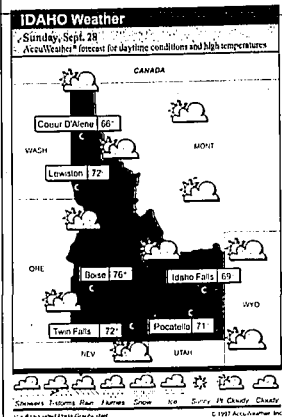 IDAHO Weather
Sunday, Sept. 28
AccuWeather® forecast for daytime conditions and high temperatures
CANADA
Coeur D'Alene 66°
WASH
MONT
Lewiston 72°
ORE
Boise 76°
Idaho Falls 69
WYO
Twin Falls 72°
Pocatello 71
NEV
UTAH
Showers T-storms Rain Flurries Snow Ice Sunny Pt. Cloudy Cloudy
© 1997 AccuWeather, Inc.